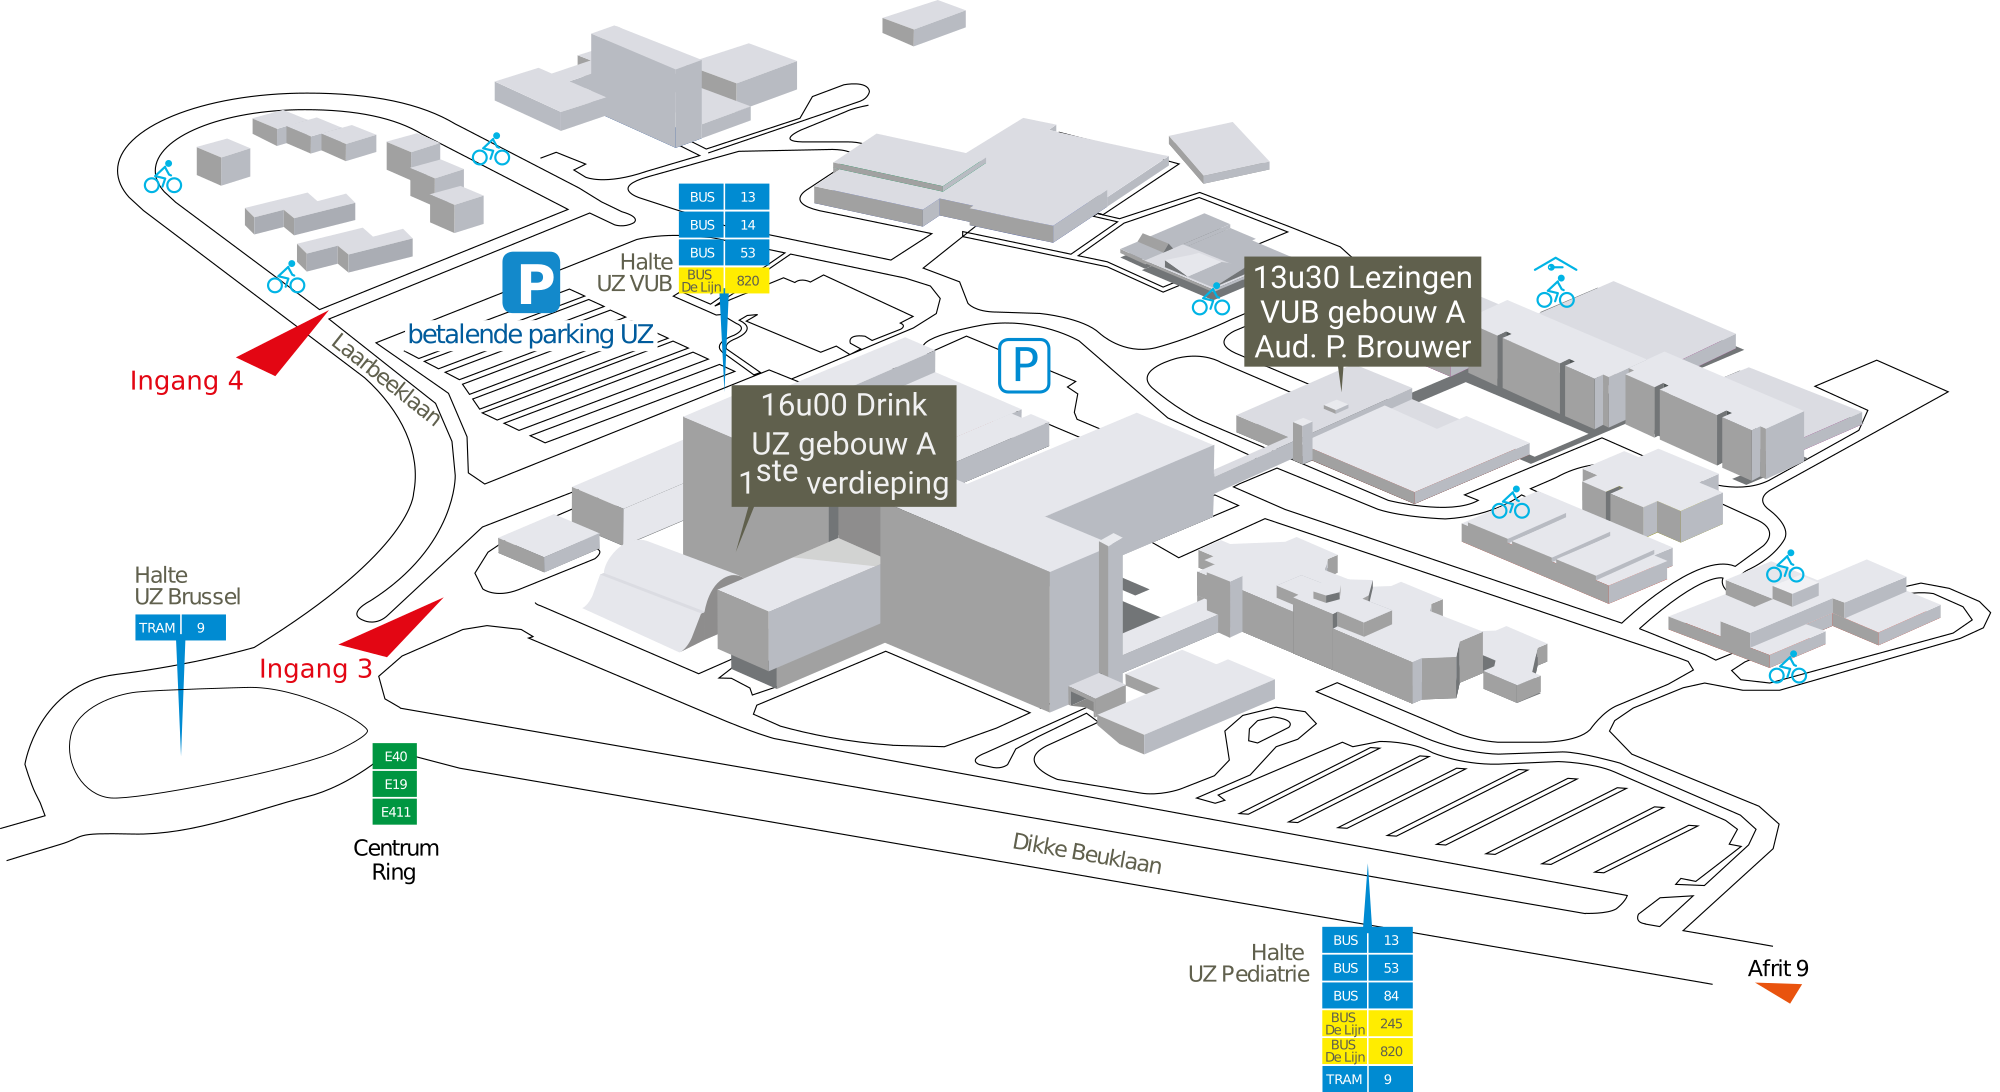 BUS 13
BUS 14
BUS 53
BUS De Lijn 820
Halte
UZ VUB
P
betalende parking UZ
Ingang 4
Laarbeeklaan
13u30 Lezingen
VUB gebouw A
Aud. P. Brouwer
P
16u00 Drink
UZ gebouw A
1ste verdieping
Halte
UZ Brussel
TRAM 9
Ingang 3
E40
E19
E411
Centrum
Ring
Dikke Beuklaan
Halte
UZ Pediatrie
BUS 13
BUS 53
BUS 84
BUS De Lijn 245
BUS De Lijn 820
TRAM 9
Afrit 9